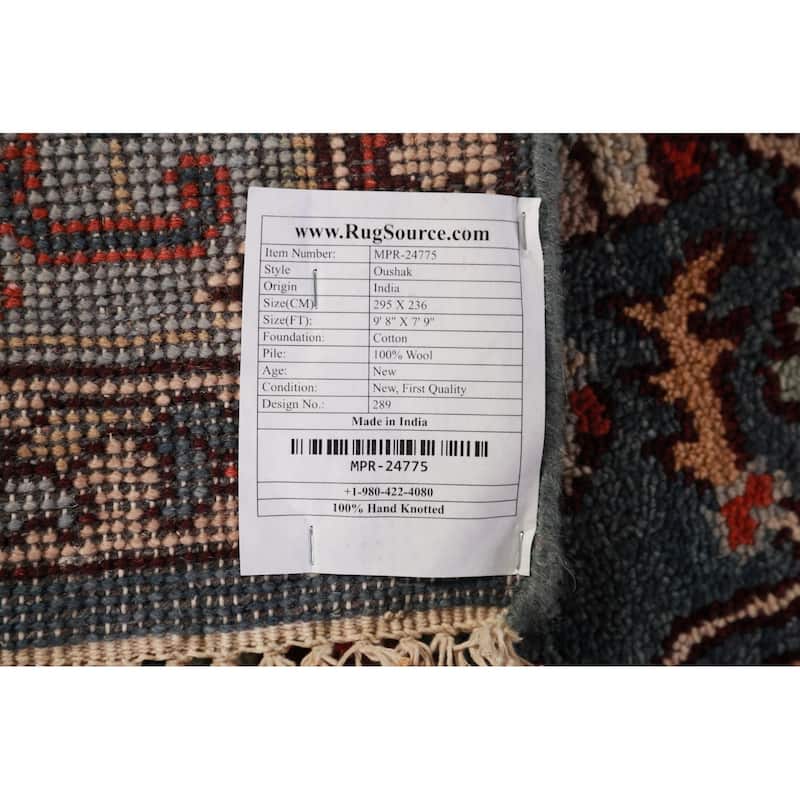 www.RugSource.com
Item Number: MPR-24775
Style Oushak
Origin India
Size(CM) 295 X 236
Size(FT): 9' 8" X 7' 9"
Foundation: Cotton
Pile: 100% Wool
Age: New
Condition: New, First Quality
Design No.: 289
Made in India
MPR-24775
+1-980-422-4080
100% Hand Knotted